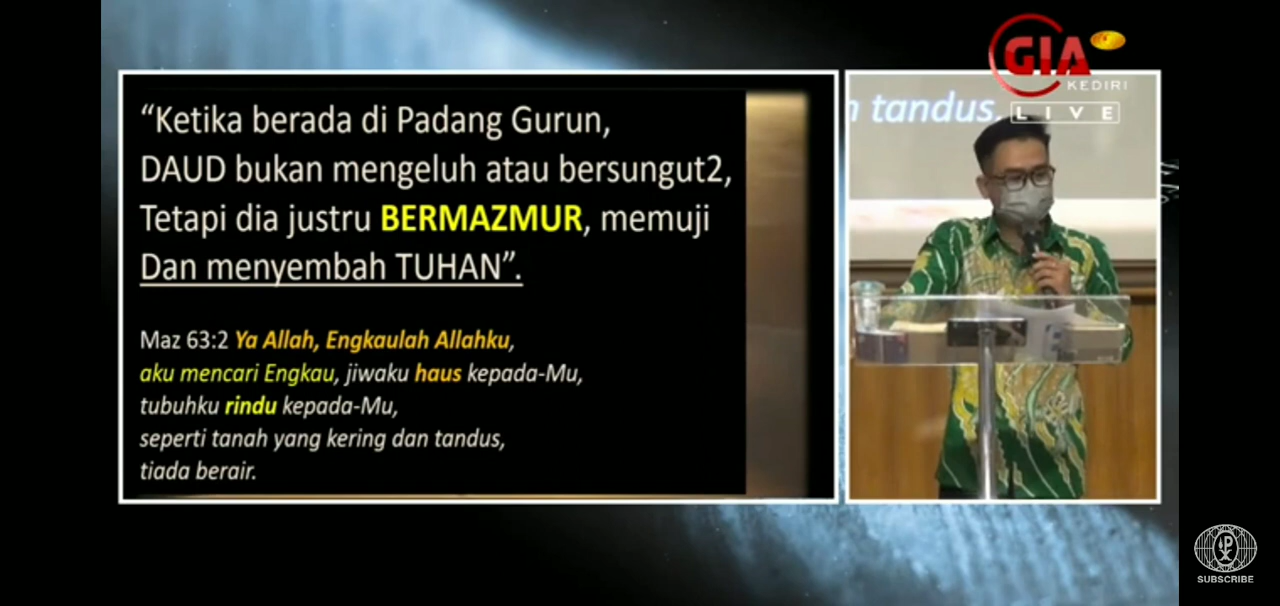 “Ketika berada di Padang Gurun,
DAUD bukan mengeluh atau bersungut2,
Tetapi dia justru BERMAZMUR, memuji
Dan menyembah TUHAN”.
Maz 63:2 Ya Allah, Engkaulah Allahku,
aku mencari Engkau, jiwaku haus kepada-Mu,
tubuhku rindu kepada-Mu,
seperti tanah yang kering dan tandus,
tiada berair.
GIA
KEDIRI
LIVE
tandus.
SUBSCRIBE